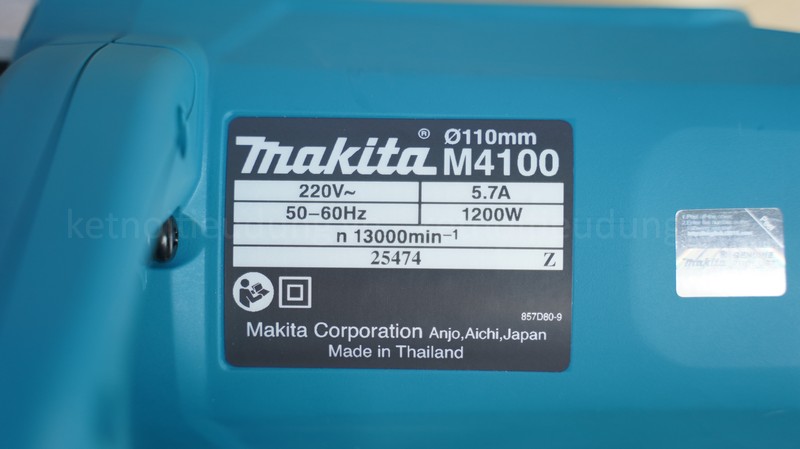 makita® Ø110mm
M4100
220V~ 5.7A
50–60Hz 1200W
n 13000min⁻¹
25474 Z
857D80-9
Makita Corporation Anjo,Aichi,Japan
Made in Thailand
makita